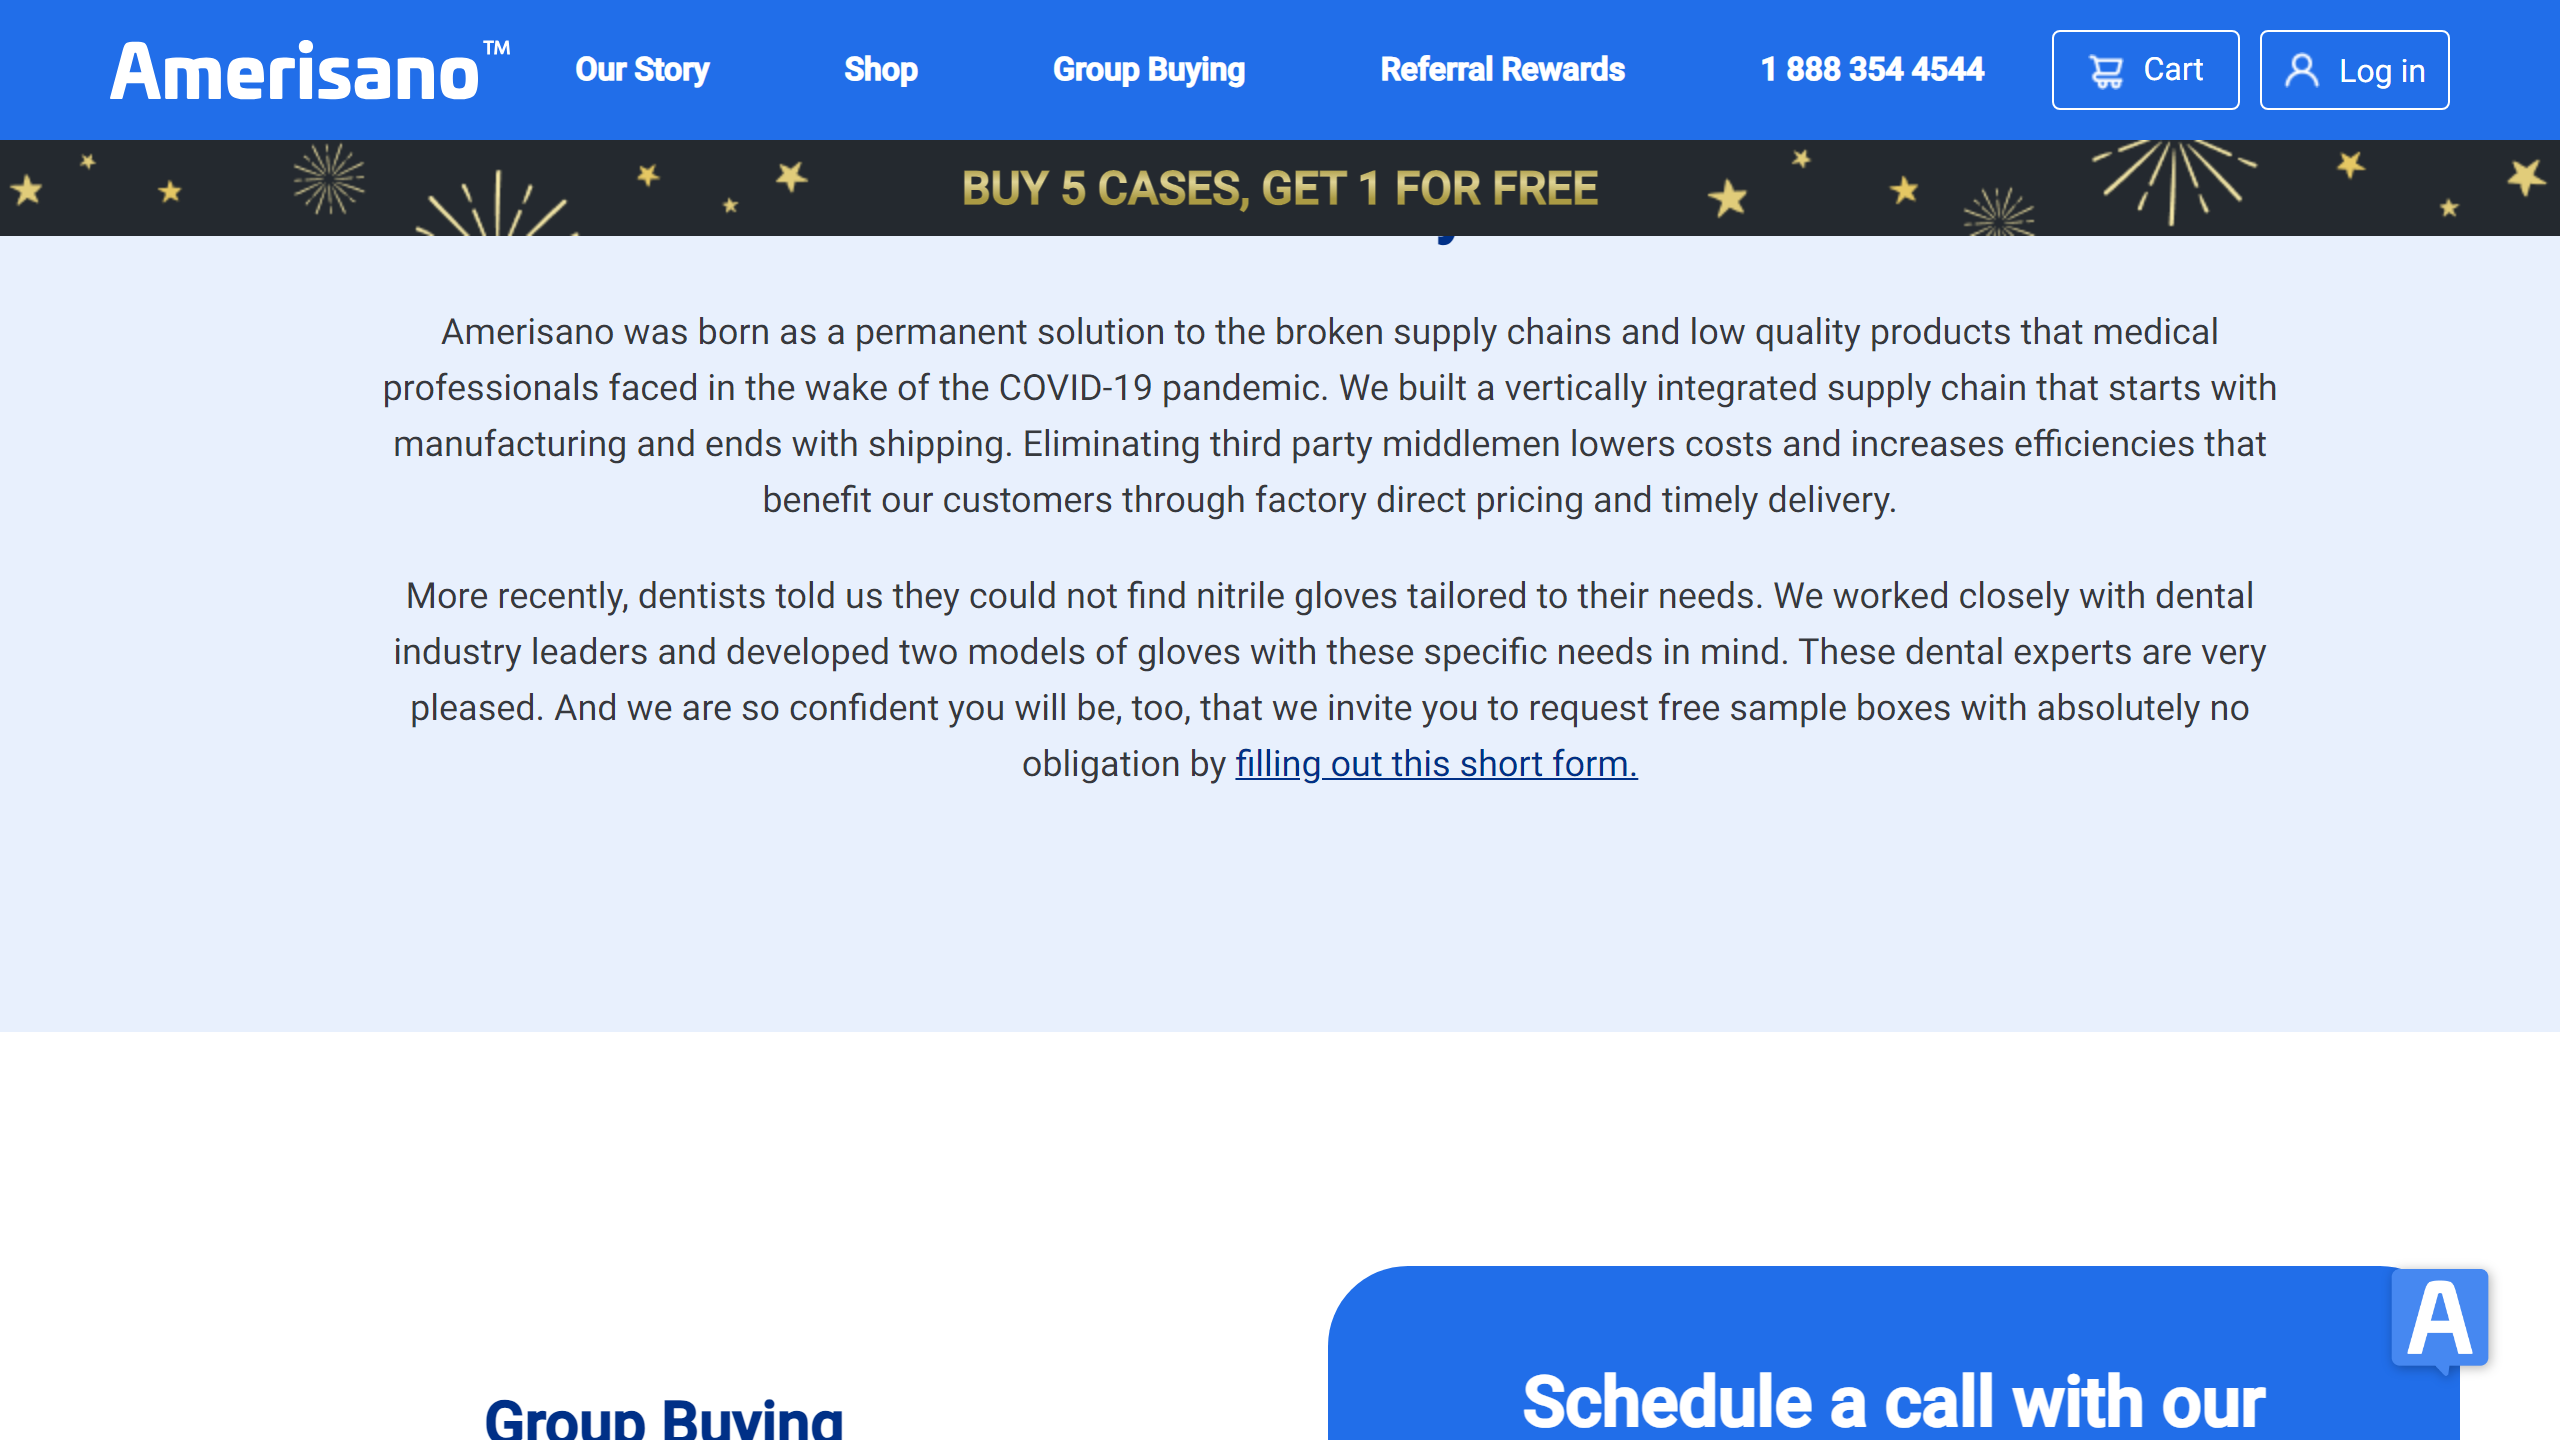 Amerisano™
Our Story
Shop
Group Buying
Referral Rewards
1 888 354 4544
Cart
Log in
BUY 5 CASES, GET 1 FOR FREE
Amerisano was born as a permanent solution to the broken supply chains and low quality products that medical
professionals faced in the wake of the COVID-19 pandemic. We built a vertically integrated supply chain that starts with
manufacturing and ends with shipping. Eliminating third party middlemen lowers costs and increases efficiencies that
benefit our customers through factory direct pricing and timely delivery.
More recently, dentists told us they could not find nitrile gloves tailored to their needs. We worked closely with dental
industry leaders and developed two models of gloves with these specific needs in mind. These dental experts are very
pleased. And we are so confident you will be, too, that we invite you to request free sample boxes with absolutely no
obligation by filling out this short form.
A
Schedule a call with our
Group Buying